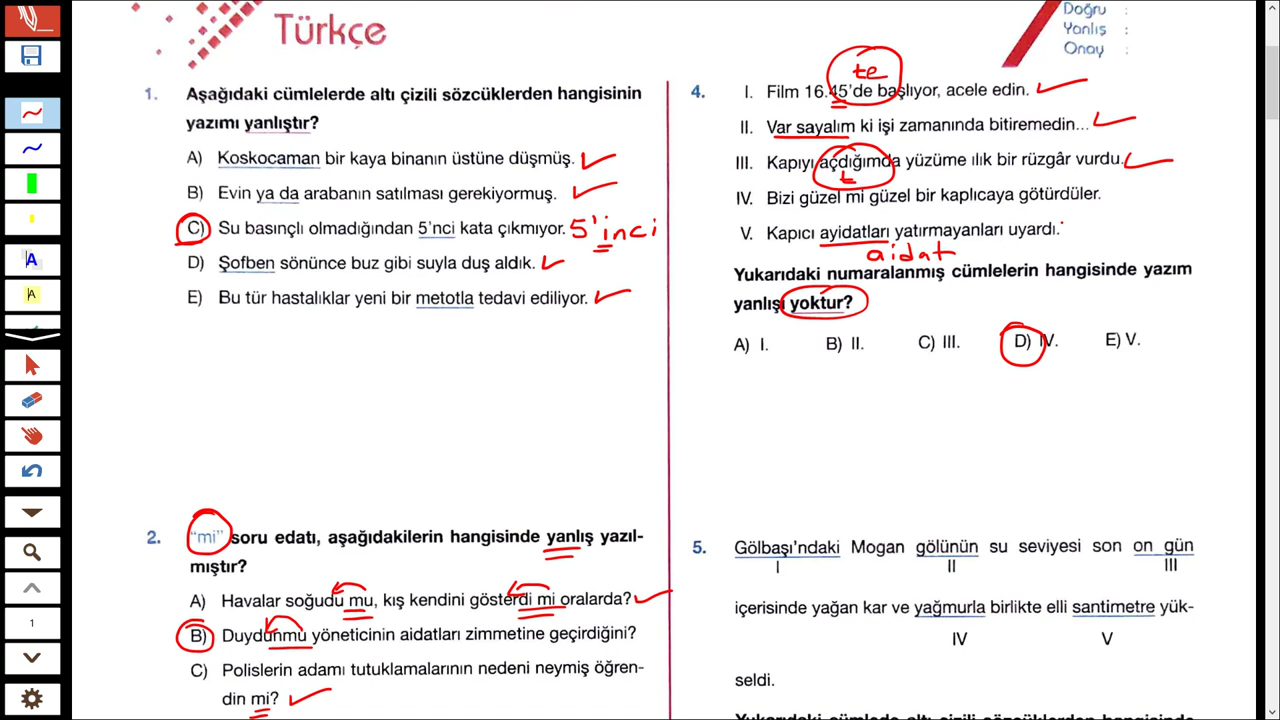 Türkçe
Doğru :
Yanlış :
Onay :
1. Aşağıdaki cümlelerde altı çizili sözcüklerden hangisinin
yazımı yanlıştır?
A) Koskocaman bir kaya binanın üstüne düşmüş.
B) Evin ya da arabanın satılması gerekiyormuş.
C) Su basınçlı olmadığından 5'nci kata çıkmıyor. 5'inci
D) Şofben sönünce buz gibi suyla duş aldık.
E) Bu tür hastalıklar yeni bir metotla tedavi ediliyor.
2. "mi" soru edatı, aşağıdakilerin hangisinde yanlış yazıl-
mıştır?
A) Havalar soğudu mu, kış kendini gösterdi mi oralarda?
B) Duydunmu yöneticinin aidatları zimmetine geçirdiğini?
C) Polislerin adamı tutuklamalarının nedeni neymiş öğren-
din mi?
te
4. I. Film 16.45'de başlıyor, acele edin.
II. Var sayalım ki işi zamanında bitiremedin...
III. Kapıyı açdığımda yüzüme ılık bir rüzgâr vurdu.
t
IV. Bizi güzel mi güzel bir kaplıcaya götürdüler.
V. Kapıcı ayidatları yatırmayanları uyardı.
aidat
Yukarıdaki numaralanmış cümlelerin hangisinde yazım
yanlışı yoktur?
A) I. B) II. C) III. D) IV. E) V.
5. Gölbaşı'ndaki Mogan gölünün su seviyesi son on gün
I II III
içerisinde yağan kar ve yağmurla birlikte elli santimetre yük-
IV V
seldi.
Yukarıdaki cümlede altı çizili sözcüklerden hangisinde
A
A
1